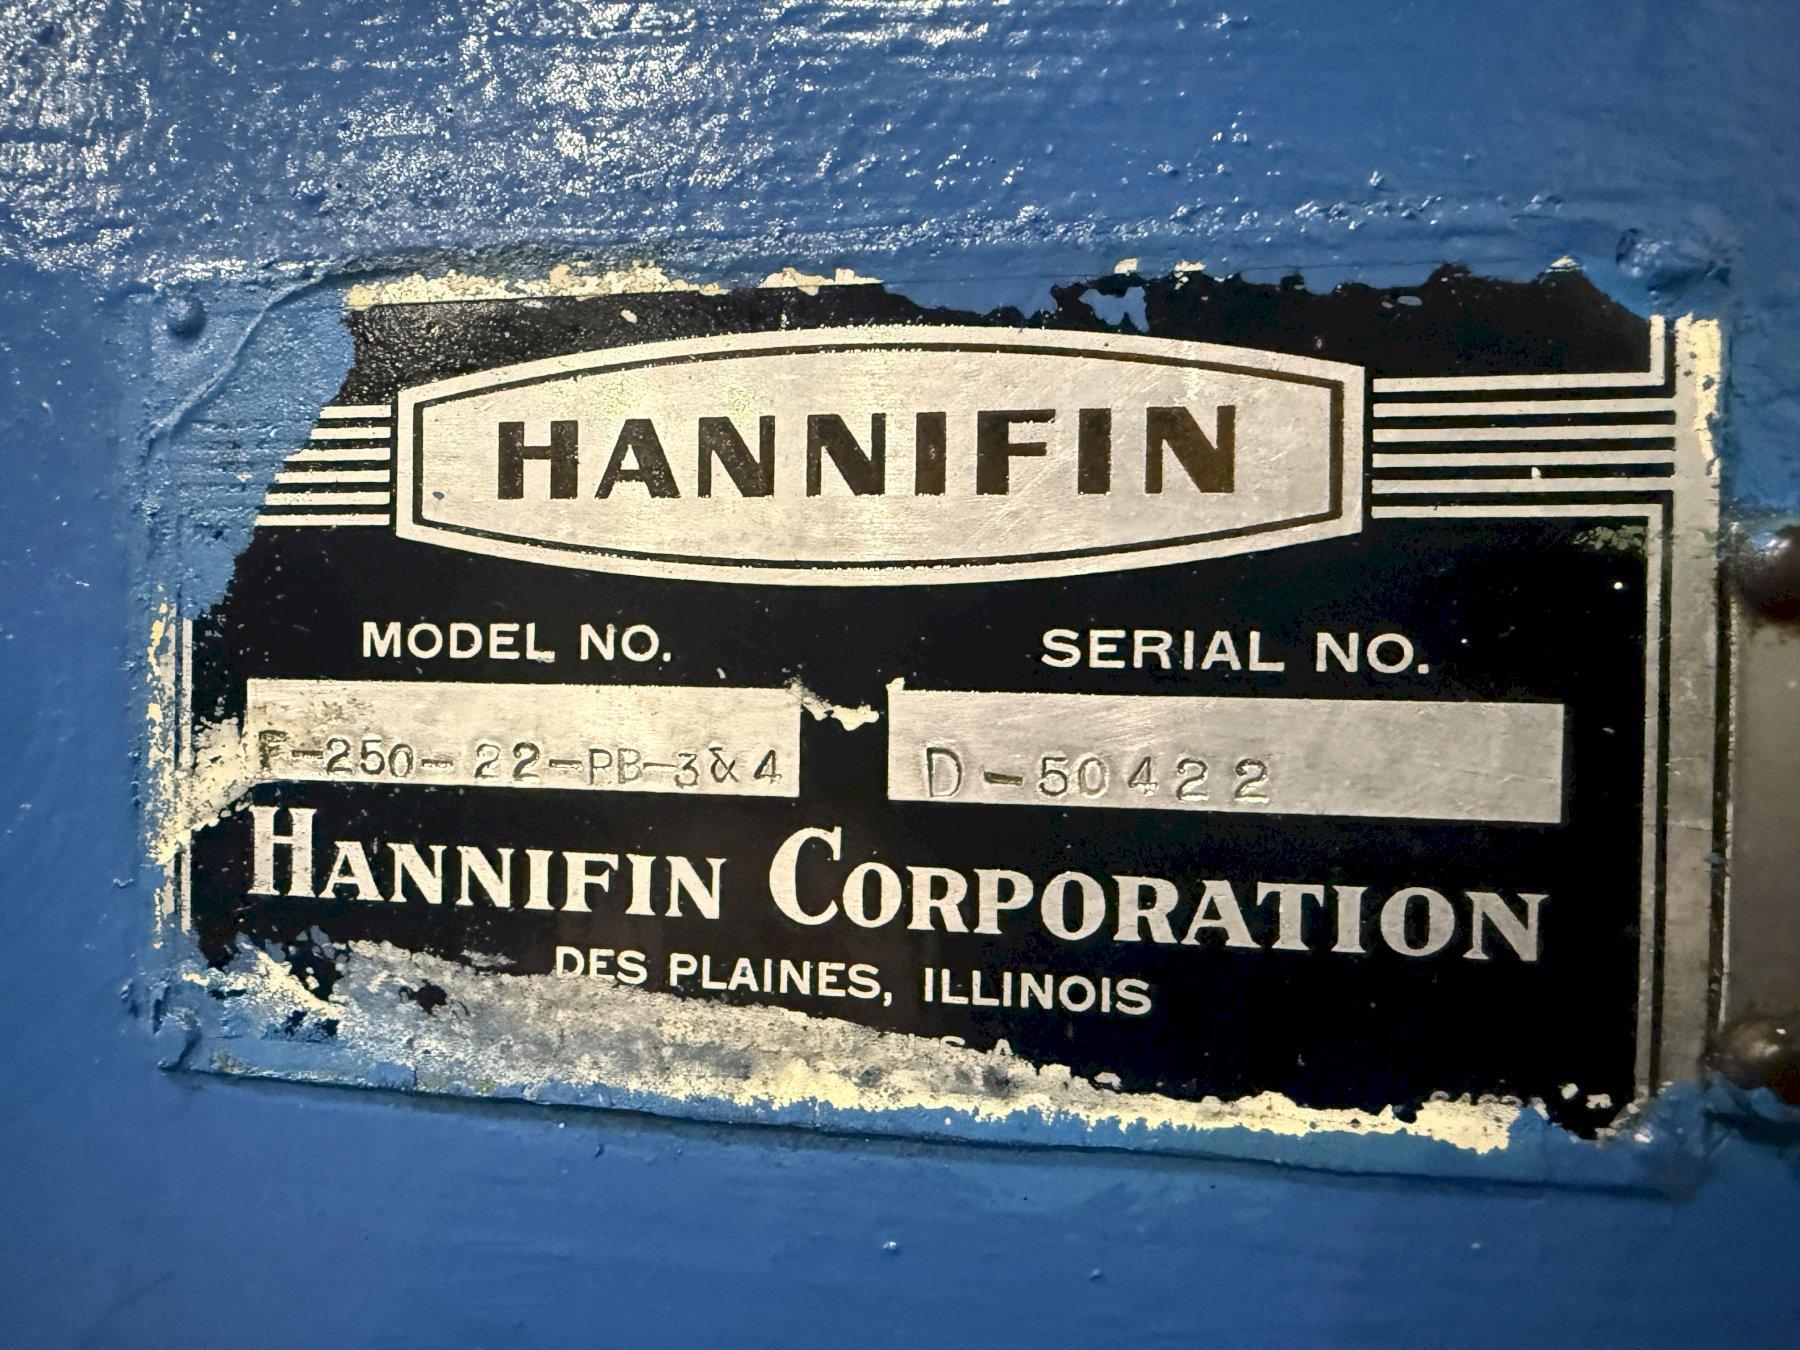 HANNIFIN
MODEL NO. SERIAL NO.
F-250-22-PB-3&4 D-50422
HANNIFIN CORPORATION
DES PLAINES, ILLINOIS